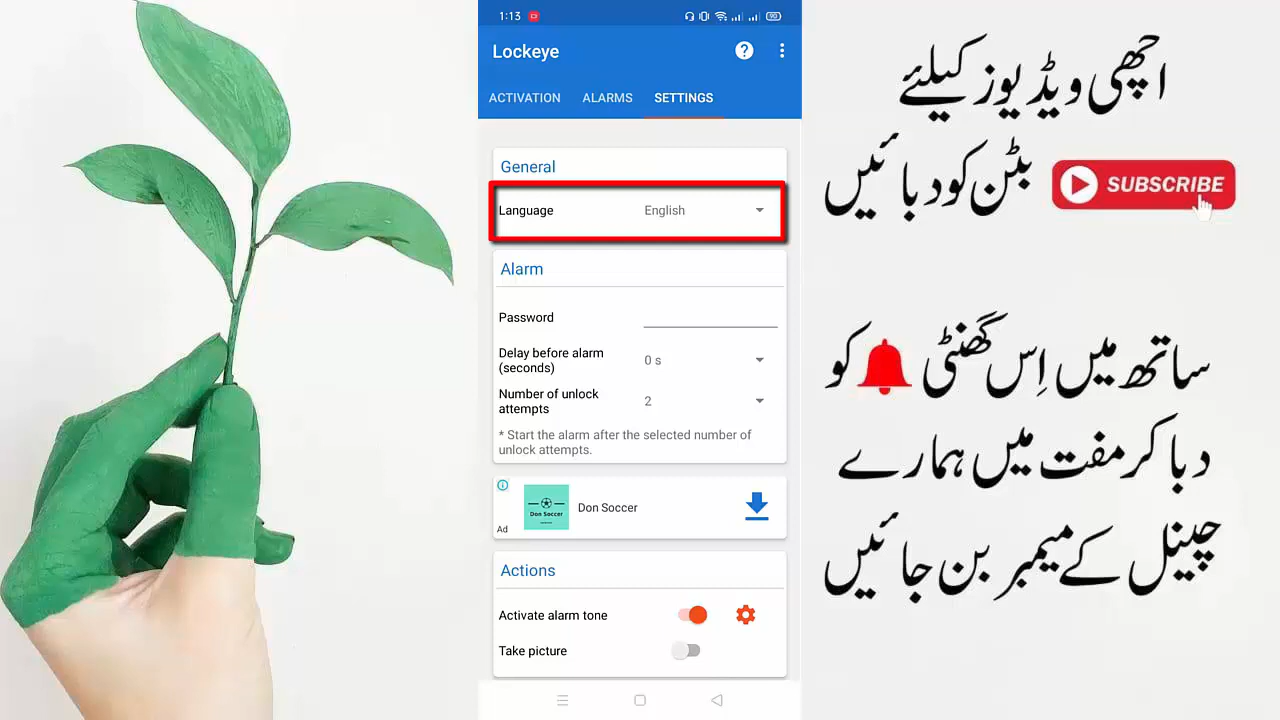 1:13
90
Lockeye
ACTIVATION ALARMS SETTINGS
General
Language English
Alarm
Password
Delay before alarm
(seconds) 0 s
Number of unlock
attempts 2
* Start the alarm after the selected number of
unlock attempts.
Ad
Don Soccer
Don Soccer
Actions
Activate alarm tone
Take picture
اچھی ویڈیوز کیلئے
بٹن کو دبائیں SUBSCRIBE
ساتھ میں اِس گھنٹی کو
دبا کر مفت میں ہمارے
چینل کے میمبر بن جائیں